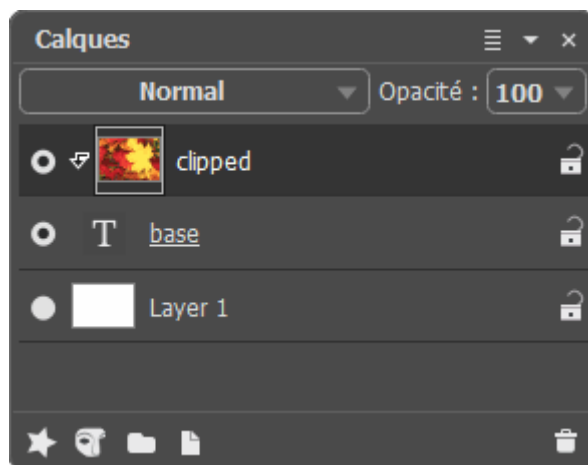 Calques
Normal Opacité : 100
clipped
T base
Layer 1